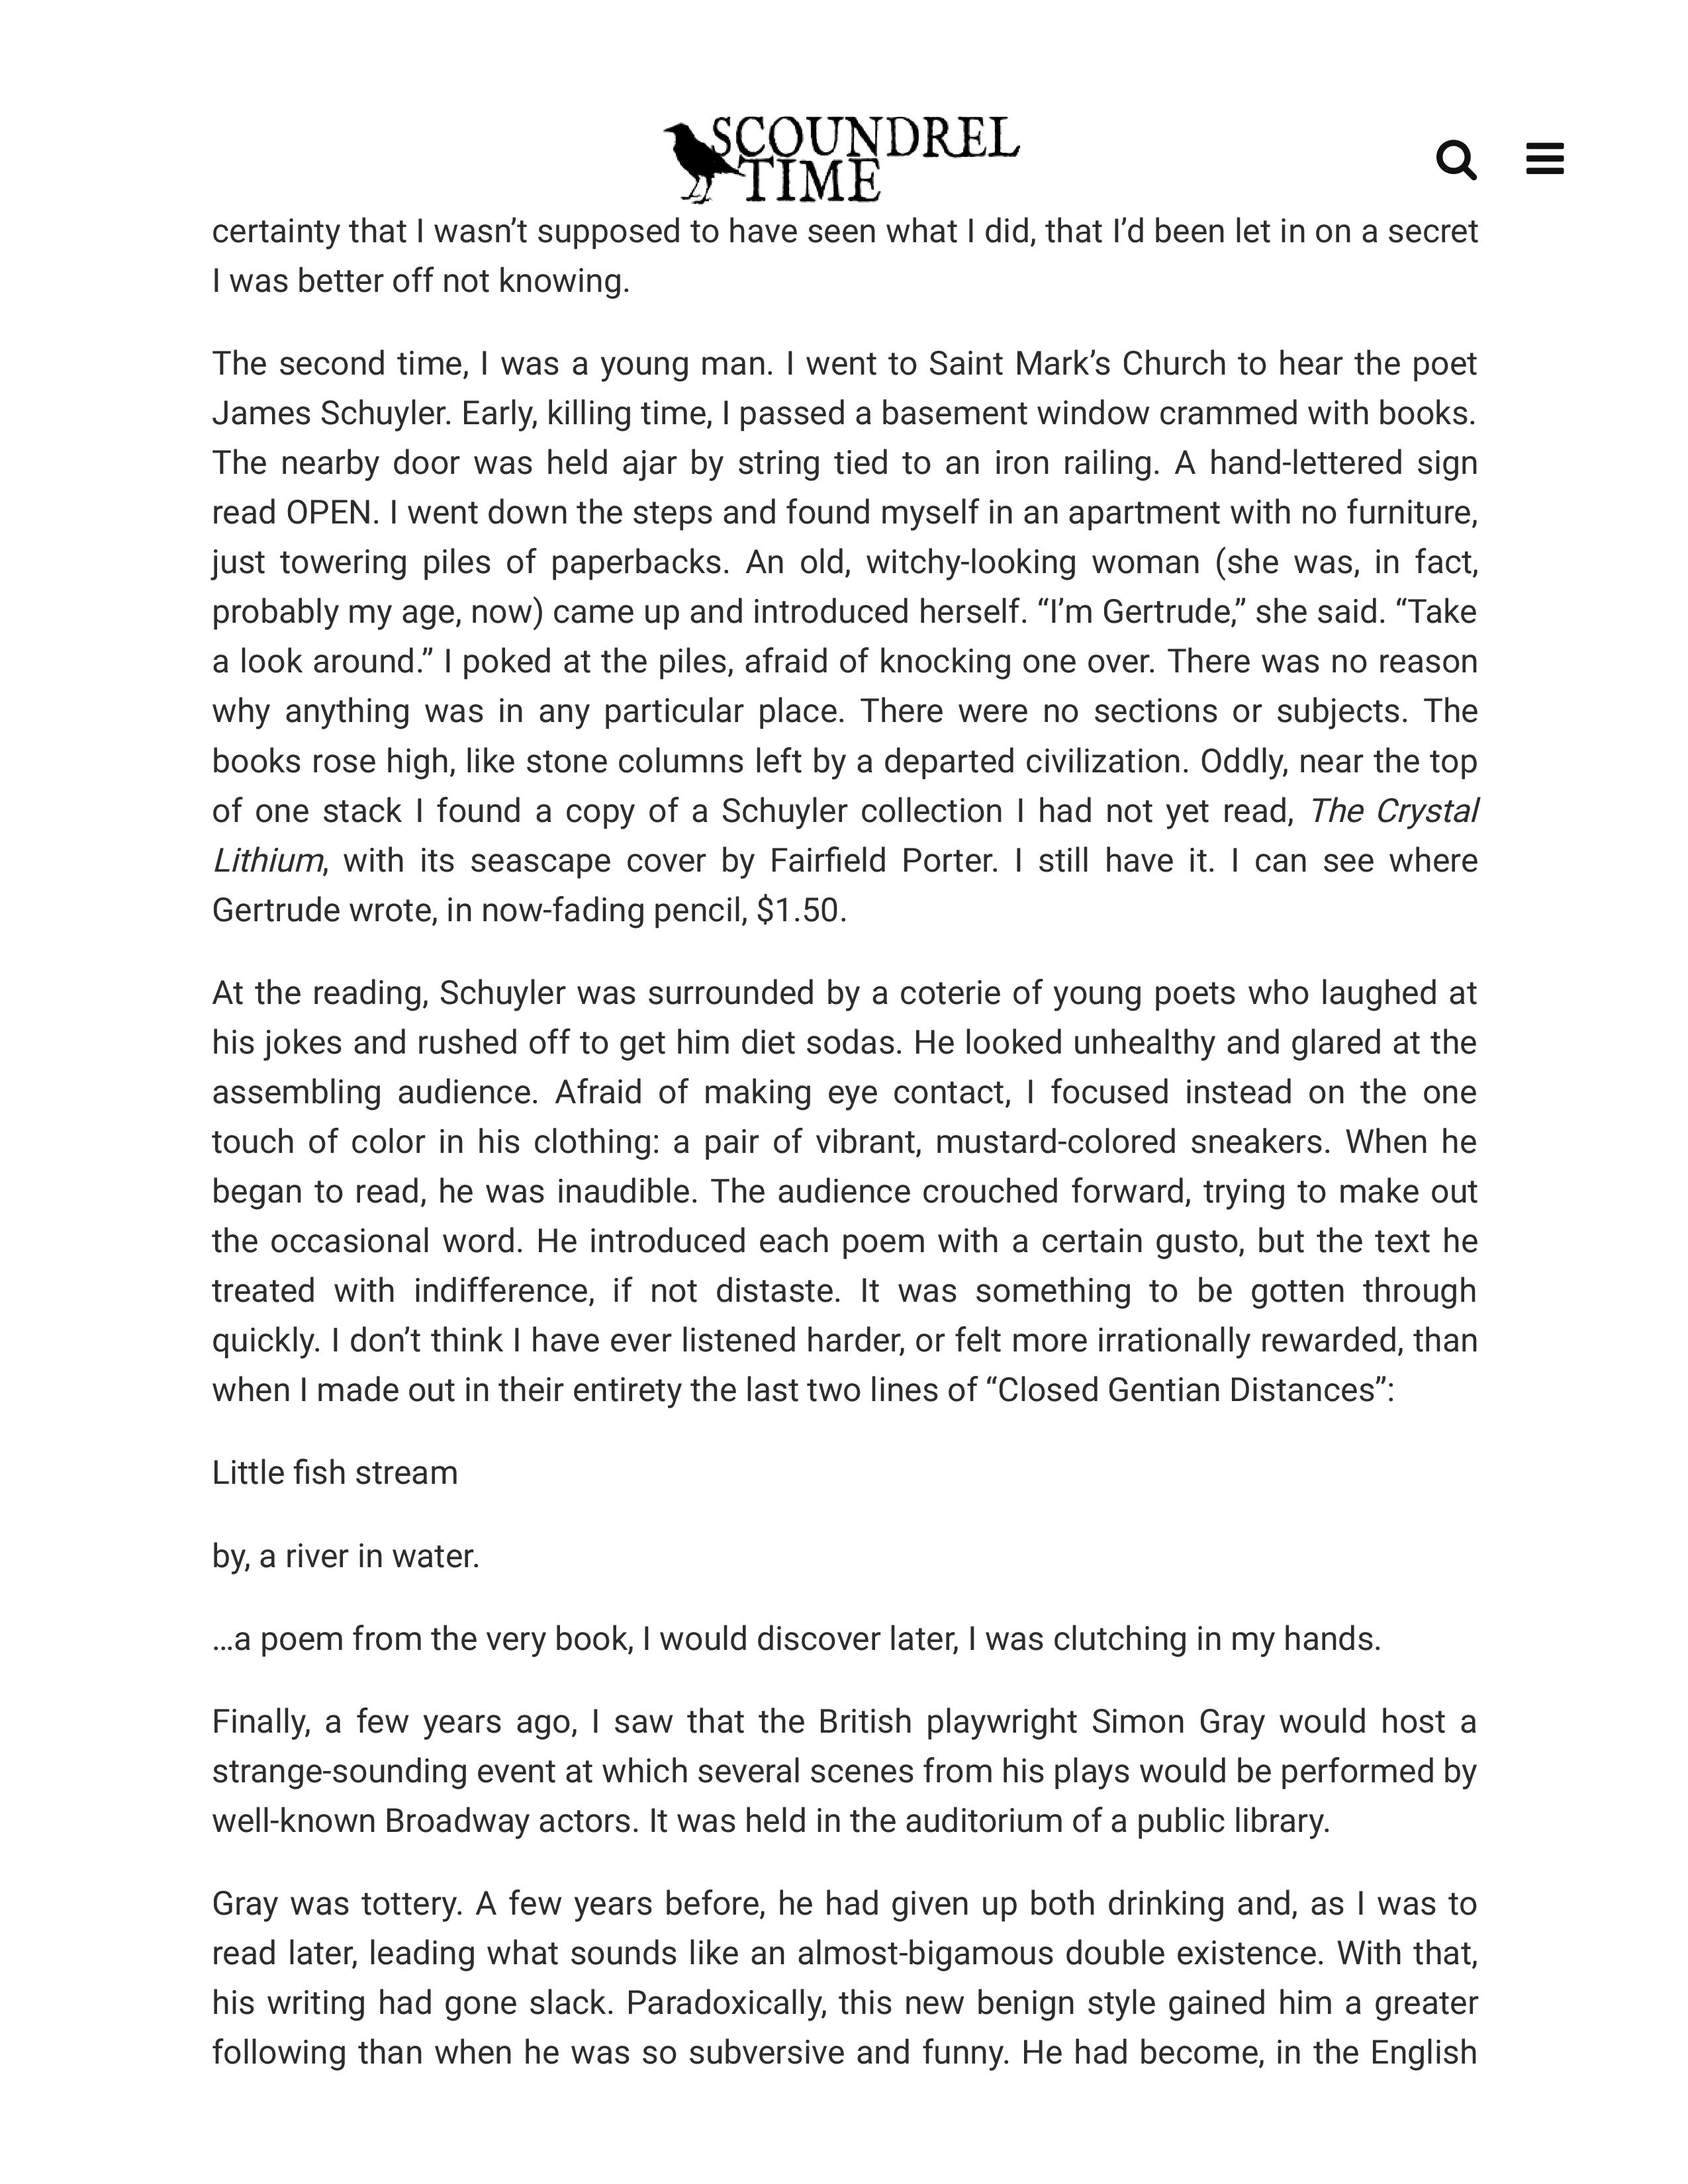 SCOUNDREL
TIME
certainty that I wasn’t supposed to have seen what I did, that I’d been let in on a secret
I was better off not knowing.
The second time, I was a young man. I went to Saint Mark’s Church to hear the poet
James Schuyler. Early, killing time, I passed a basement window crammed with books.
The nearby door was held ajar by string tied to an iron railing. A hand-lettered sign
read OPEN. I went down the steps and found myself in an apartment with no furniture,
just towering piles of paperbacks. An old, witchy-looking woman (she was, in fact,
probably my age, now) came up and introduced herself. “I’m Gertrude,” she said. “Take
a look around.” I poked at the piles, afraid of knocking one over. There was no reason
why anything was in any particular place. There were no sections or subjects. The
books rose high, like stone columns left by a departed civilization. Oddly, near the top
of one stack I found a copy of a Schuyler collection I had not yet read, The Crystal
Lithium, with its seascape cover by Fairfield Porter. I still have it. I can see where
Gertrude wrote, in now-fading pencil, $1.50.
At the reading, Schuyler was surrounded by a coterie of young poets who laughed at
his jokes and rushed off to get him diet sodas. He looked unhealthy and glared at the
assembling audience. Afraid of making eye contact, I focused instead on the one
touch of color in his clothing: a pair of vibrant, mustard-colored sneakers. When he
began to read, he was inaudible. The audience crouched forward, trying to make out
the occasional word. He introduced each poem with a certain gusto, but the text he
treated with indifference, if not distaste. It was something to be gotten through
quickly. I don’t think I have ever listened harder, or felt more irrationally rewarded, than
when I made out in their entirety the last two lines of “Closed Gentian Distances”:
Little fish stream
by, a river in water.
…a poem from the very book, I would discover later, I was clutching in my hands.
Finally, a few years ago, I saw that the British playwright Simon Gray would host a
strange-sounding event at which several scenes from his plays would be performed by
well-known Broadway actors. It was held in the auditorium of a public library.
Gray was tottery. A few years before, he had given up both drinking and, as I was to
read later, leading what sounds like an almost-bigamous double existence. With that,
his writing had gone slack. Paradoxically, this new benign style gained him a greater
following than when he was so subversive and funny. He had become, in the English